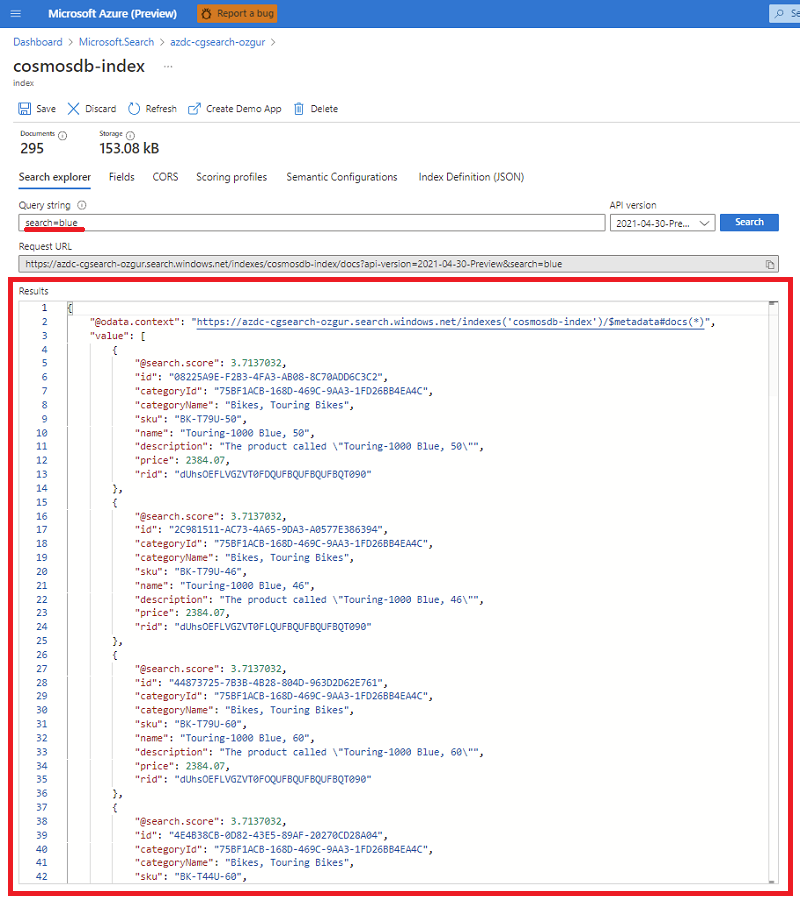 Microsoft Azure (Preview)
Report a bug
Se
Dashboard > Microsoft.Search > azdc-cgsearch-ozgur >
cosmosdb-index ...
index
Save Discard Refresh Create Demo App Delete
Documents Storage
295 153.08 kB
Search explorer Fields CORS Scoring profiles Semantic Configurations Index Definition (JSON)
Query string API version
search=blue 2021-04-30-Pre... Search
Request URL
https://azdc-cgsearch-ozgur.search.windows.net/indexes/cosmosdb-index/docs?api-version=2021-04-30-Preview&search=blue
Results
1 {
2 "@odata.context": "https://azdc-cgsearch-ozgur.search.windows.net/indexes('cosmosdb-index')/$metadata#docs(*)",
3 "value": [
4 {
5 "@search.score": 3.7137032,
6 "id": "08225A9E-F2B3-4FA3-AB08-8C70ADD6C3C2",
7 "categoryId": "75BF1ACB-168D-469C-9AA3-1FD26BB4EA4C",
8 "categoryName": "Bikes, Touring Bikes",
9 "sku": "BK-T79U-50",
10 "name": "Touring-1000 Blue, 50",
11 "description": "The product called \"Touring-1000 Blue, 50\"",
12 "price": 2384.07,
13 "rid": "dUhsOEFLVGZVT0FDQUFBQUFBQUFBQT090"
14 },
15 {
16 "@search.score": 3.7137032,
17 "id": "2C981511-AC73-4A65-9DA3-A0577E386394",
18 "categoryId": "75BF1ACB-168D-469C-9AA3-1FD26BB4EA4C",
19 "categoryName": "Bikes, Touring Bikes",
20 "sku": "BK-T79U-46",
21 "name": "Touring-1000 Blue, 46",
22 "description": "The product called \"Touring-1000 Blue, 46\"",
23 "price": 2384.07,
24 "rid": "dUhsOEFLVGZVT0FLQUFBQUFBQUFBQT090"
25 },
26 {
27 "@search.score": 3.7137032,
28 "id": "44873725-7B3B-4B28-804D-963D2D62E761",
29 "categoryId": "75BF1ACB-168D-469C-9AA3-1FD26BB4EA4C",
30 "categoryName": "Bikes, Touring Bikes",
31 "sku": "BK-T79U-60",
32 "name": "Touring-1000 Blue, 60",
33 "description": "The product called \"Touring-1000 Blue, 60\"",
34 "price": 2384.07,
35 "rid": "dUhsOEFLVGZVT0FOQUFBQUFBQUFBQT090"
36 },
37 {
38 "@search.score": 3.7137032,
39 "id": "4E4B38CB-0D82-43E5-89AF-20270CD28A04",
40 "categoryId": "75BF1ACB-168D-469C-9AA3-1FD26BB4EA4C",
41 "categoryName": "Bikes, Touring Bikes",
42 "sku": "BK-T44U-60",